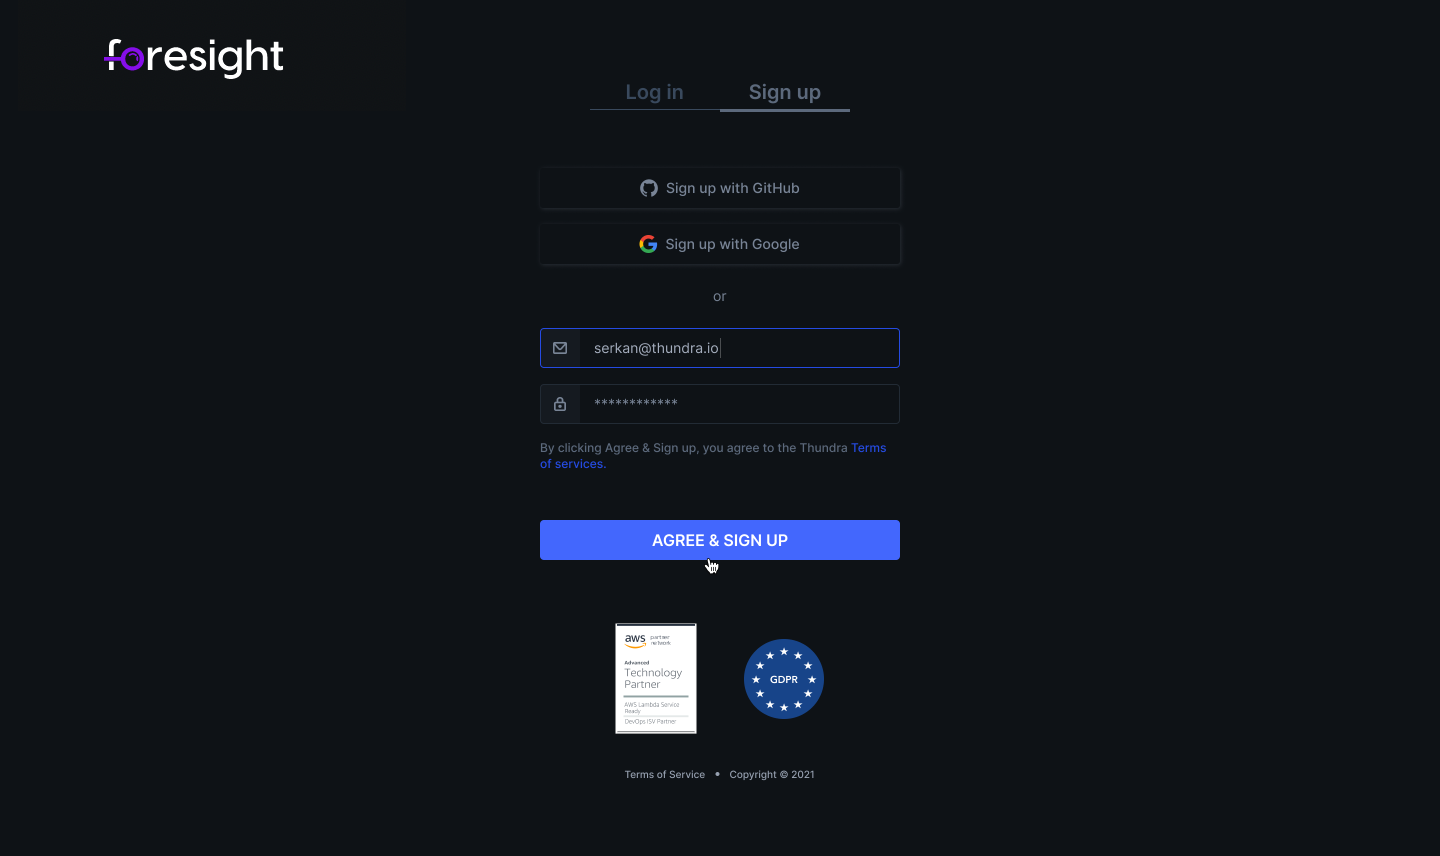 foresight
Log in
Sign up
Sign up with GitHub
Sign up with Google
or
serkan@thundra.io
************
By clicking Agree & Sign up, you agree to the Thundra Terms
of services.
AGREE & SIGN UP
aws partner
network
Advanced
Technology
Partner
AWS Lambda Service
Ready
DevOps ISV Partner
GDPR
Terms of Service • Copyright © 2021